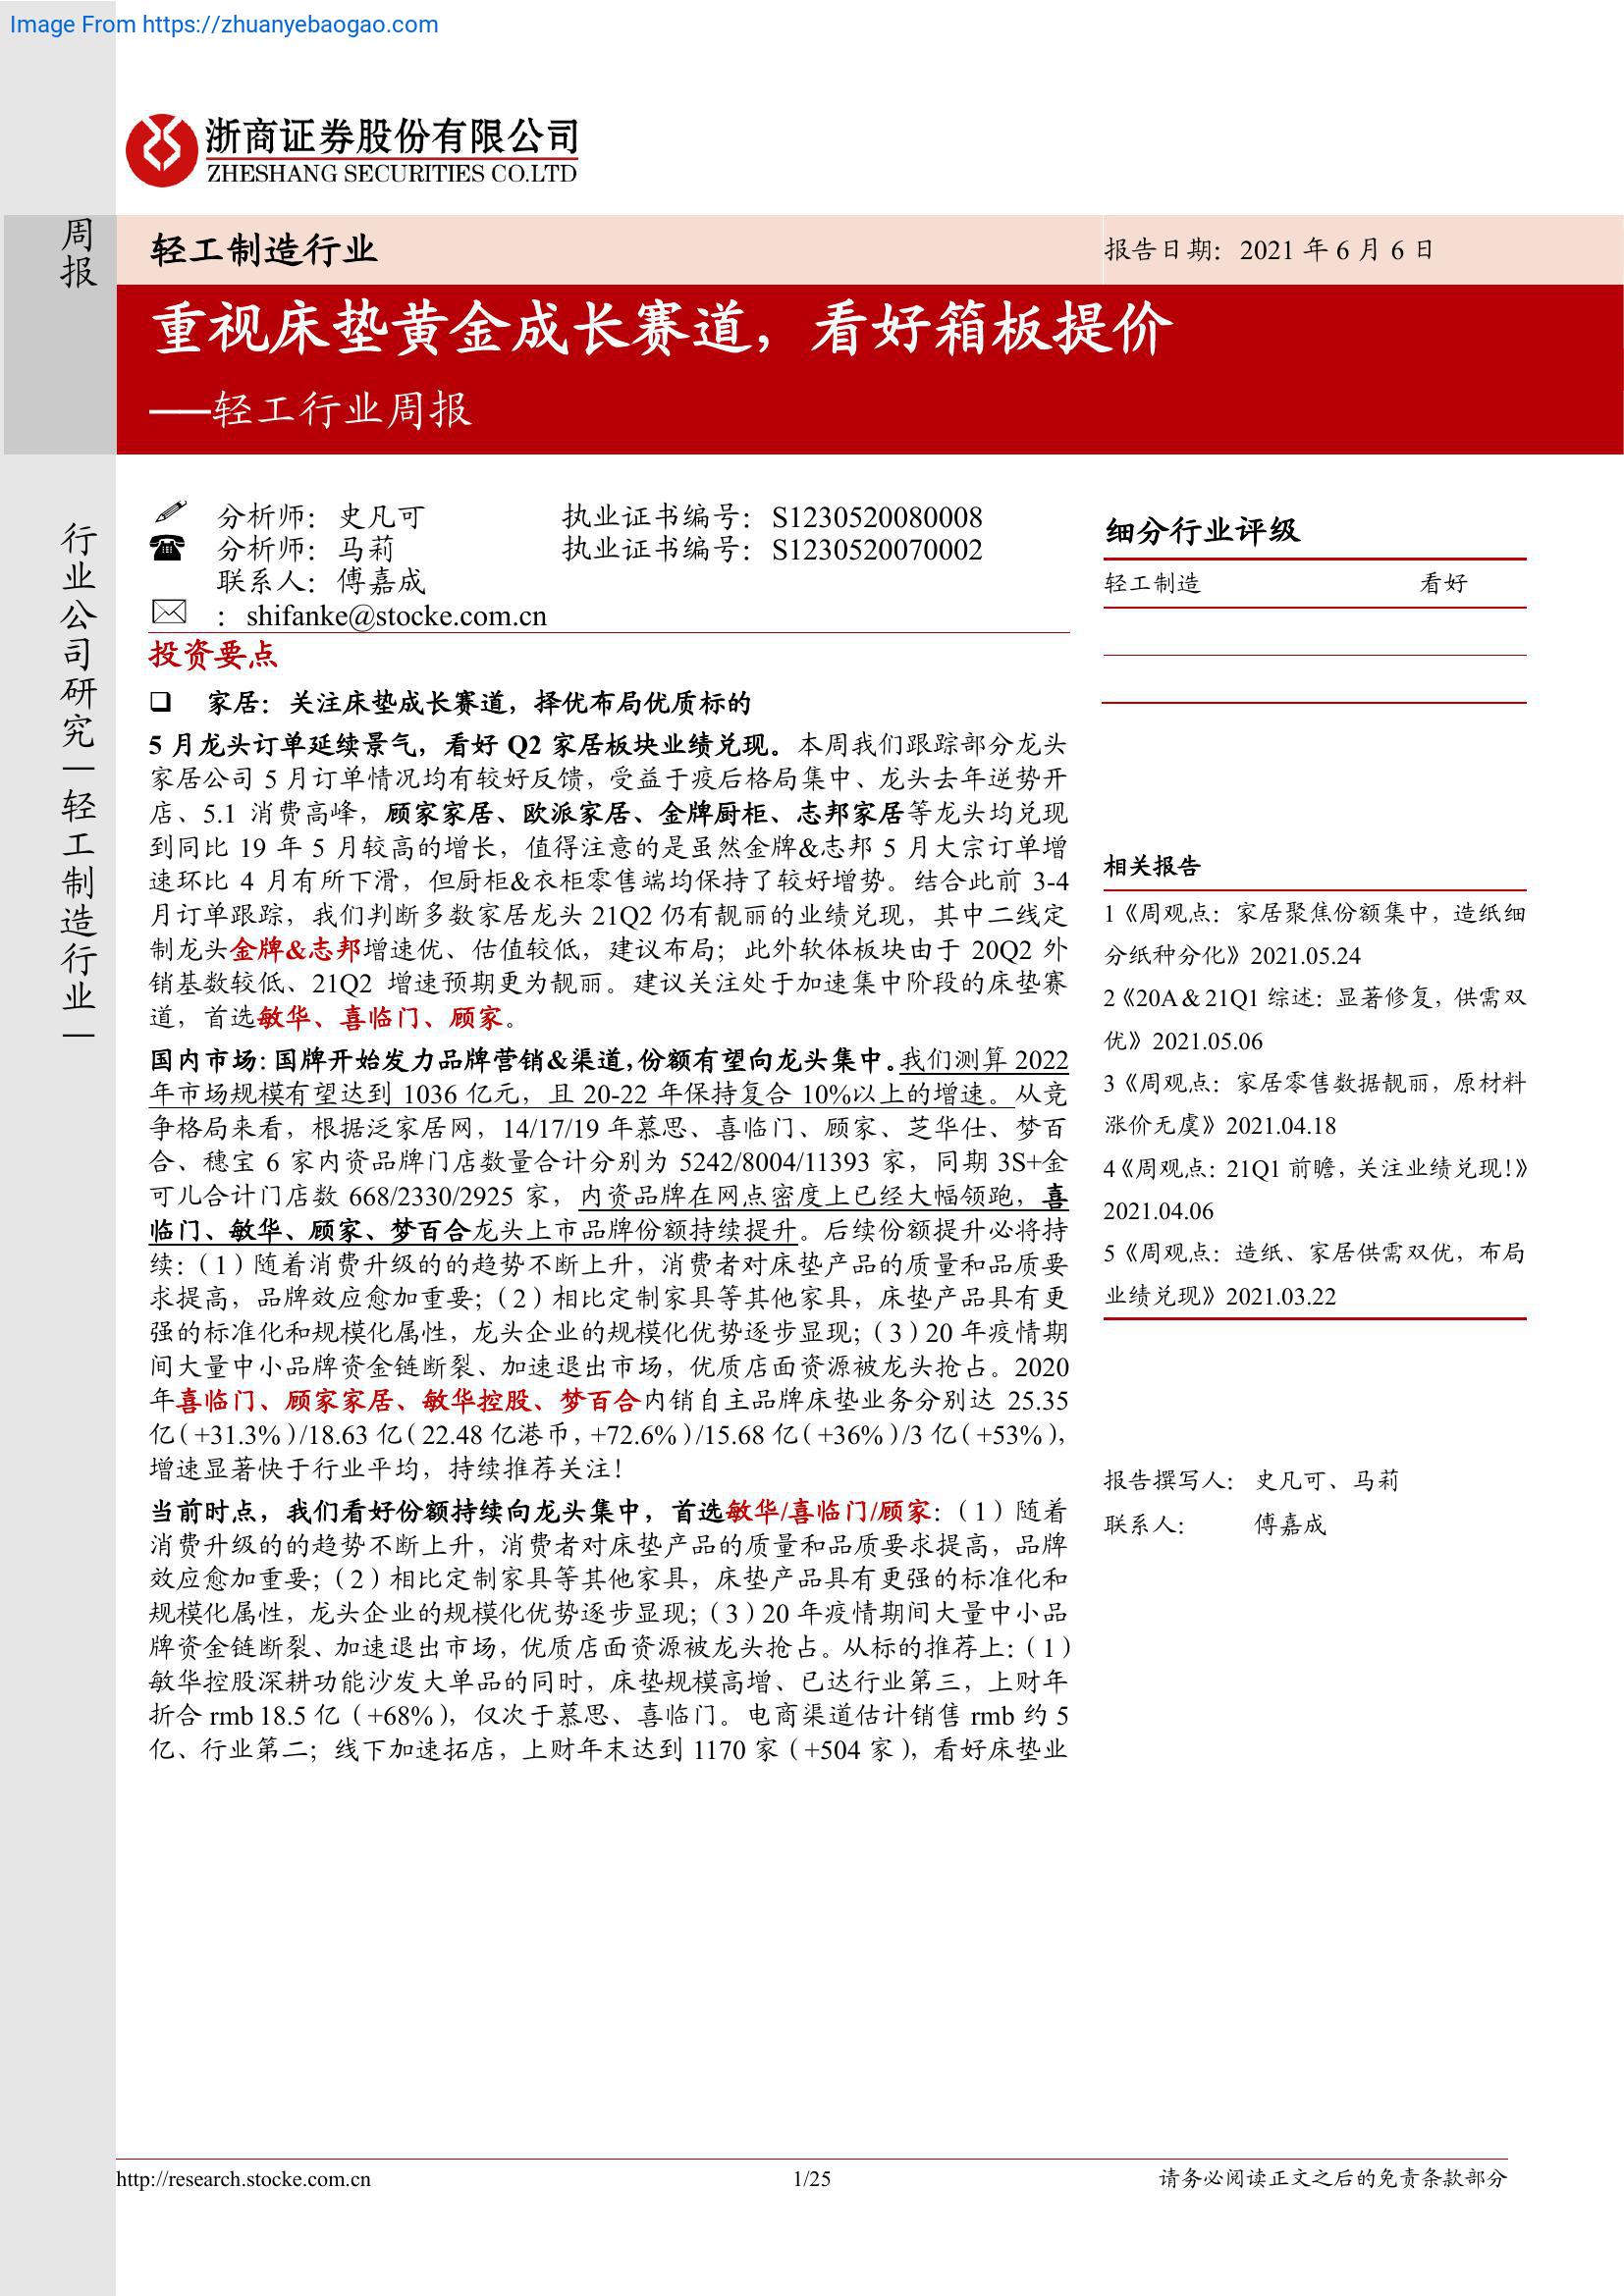 Image From https://zhuanyebaogao.com
浙商证券股份有限公司
ZHESHANG SECURITIES CO.LTD
周报
轻工制造行业
报告日期：2021 年 6 月 6 日
重视床垫黄金成长赛道，看好箱板提价
——轻工行业周报
行业公司研究｜轻工制造行业｜
分析师：史凡可 执业证书编号：S1230520080008
分析师：马莉 执业证书编号：S1230520070002
联系人：傅嘉成
：shifanke@stocke.com.cn
投资要点
家居：关注床垫成长赛道，择优布局优质标的
5 月龙头订单延续景气，看好 Q2 家居板块业绩兑现。本周我们跟踪部分龙头
家居公司 5 月订单情况均有较好反馈，受益于疫后格局集中、龙头去年逆势开
店、5.1 消费高峰，顾家家居、欧派家居、金牌厨柜、志邦家居等龙头均兑现
到同比 19 年 5 月较高的增长，值得注意的是虽然金牌&志邦 5 月大宗订单增
速环比 4 月有所下滑，但厨柜&衣柜零售端均保持了较好增势。结合此前 3-4
月订单跟踪，我们判断多数家居龙头 21Q2 仍有靓丽的业绩兑现，其中二线定
制龙头金牌&志邦增速优、估值较低，建议布局；此外软体板块由于 20Q2 外
销基数较低、21Q2 增速预期更为靓丽。建议关注处于加速集中阶段的床垫赛
道，首选敏华、喜临门、顾家。
国内市场：国牌开始发力品牌营销&渠道，份额有望向龙头集中。我们测算 2022
年市场规模有望达到 1036 亿元，且 20-22 年保持复合 10%以上的增速。从竞
争格局来看，根据泛家居网，14/17/19 年慕思、喜临门、顾家、芝华仕、梦百
合、穗宝 6 家内资品牌门店数量合计分别为 5242/8004/11393 家，同期 3S+金
可儿合计门店数 668/2330/2925 家，内资品牌在网点密度上已经大幅领跑，喜
临门、敏华、顾家、梦百合龙头上市品牌份额持续提升。后续份额提升必将持
续：（1）随着消费升级的的趋势不断上升，消费者对床垫产品的质量和品质要
求提高，品牌效应愈加重要；（2）相比定制家具等其他家具，床垫产品具有更
强的标准化和规模化属性，龙头企业的规模化优势逐步显现；（3）20 年疫情期
间大量中小品牌资金链断裂、加速退出市场，优质店面资源被龙头抢占。2020
年喜临门、顾家家居、敏华控股、梦百合内销自主品牌床垫业务分别达 25.35
亿（+31.3%）/18.63 亿（22.48 亿港币，+72.6%）/15.68 亿（+36%）/3 亿（+53%），
增速显著快于行业平均，持续推荐关注！
当前时点，我们看好份额持续向龙头集中，首选敏华/喜临门/顾家：（1）随着
消费升级的的趋势不断上升，消费者对床垫产品的质量和品质要求提高，品牌
效应愈加重要；（2）相比定制家具等其他家具，床垫产品具有更强的标准化和
规模化属性，龙头企业的规模化优势逐步显现；（3）20 年疫情期间大量中小品
牌资金链断裂、加速退出市场，优质店面资源被龙头抢占。从标的推荐上：（1）
敏华控股深耕功能沙发大单品的同时，床垫规模高增、已达行业第三，上财年
折合 rmb 18.5 亿（+68%），仅次于慕思、喜临门。电商渠道估计销售 rmb 约 5
亿、行业第二；线下加速拓店，上财年末达到 1170 家（+504 家），看好床垫业
细分行业评级
轻工制造 看好
相关报告
1《周观点：家居聚焦份额集中，造纸细
分纸种分化》2021.05.24
2《20A＆21Q1 综述：显著修复，供需双
优》2021.05.06
3《周观点：家居零售数据靓丽，原材料
涨价无虞》2021.04.18
4《周观点：21Q1 前瞻，关注业绩兑现！》
2021.04.06
5《周观点：造纸、家居供需双优，布局
业绩兑现》2021.03.22
报告撰写人：史凡可、马莉
联系人： 傅嘉成
http://research.stocke.com.cn 1/25 请务必阅读正文之后的免责条款部分